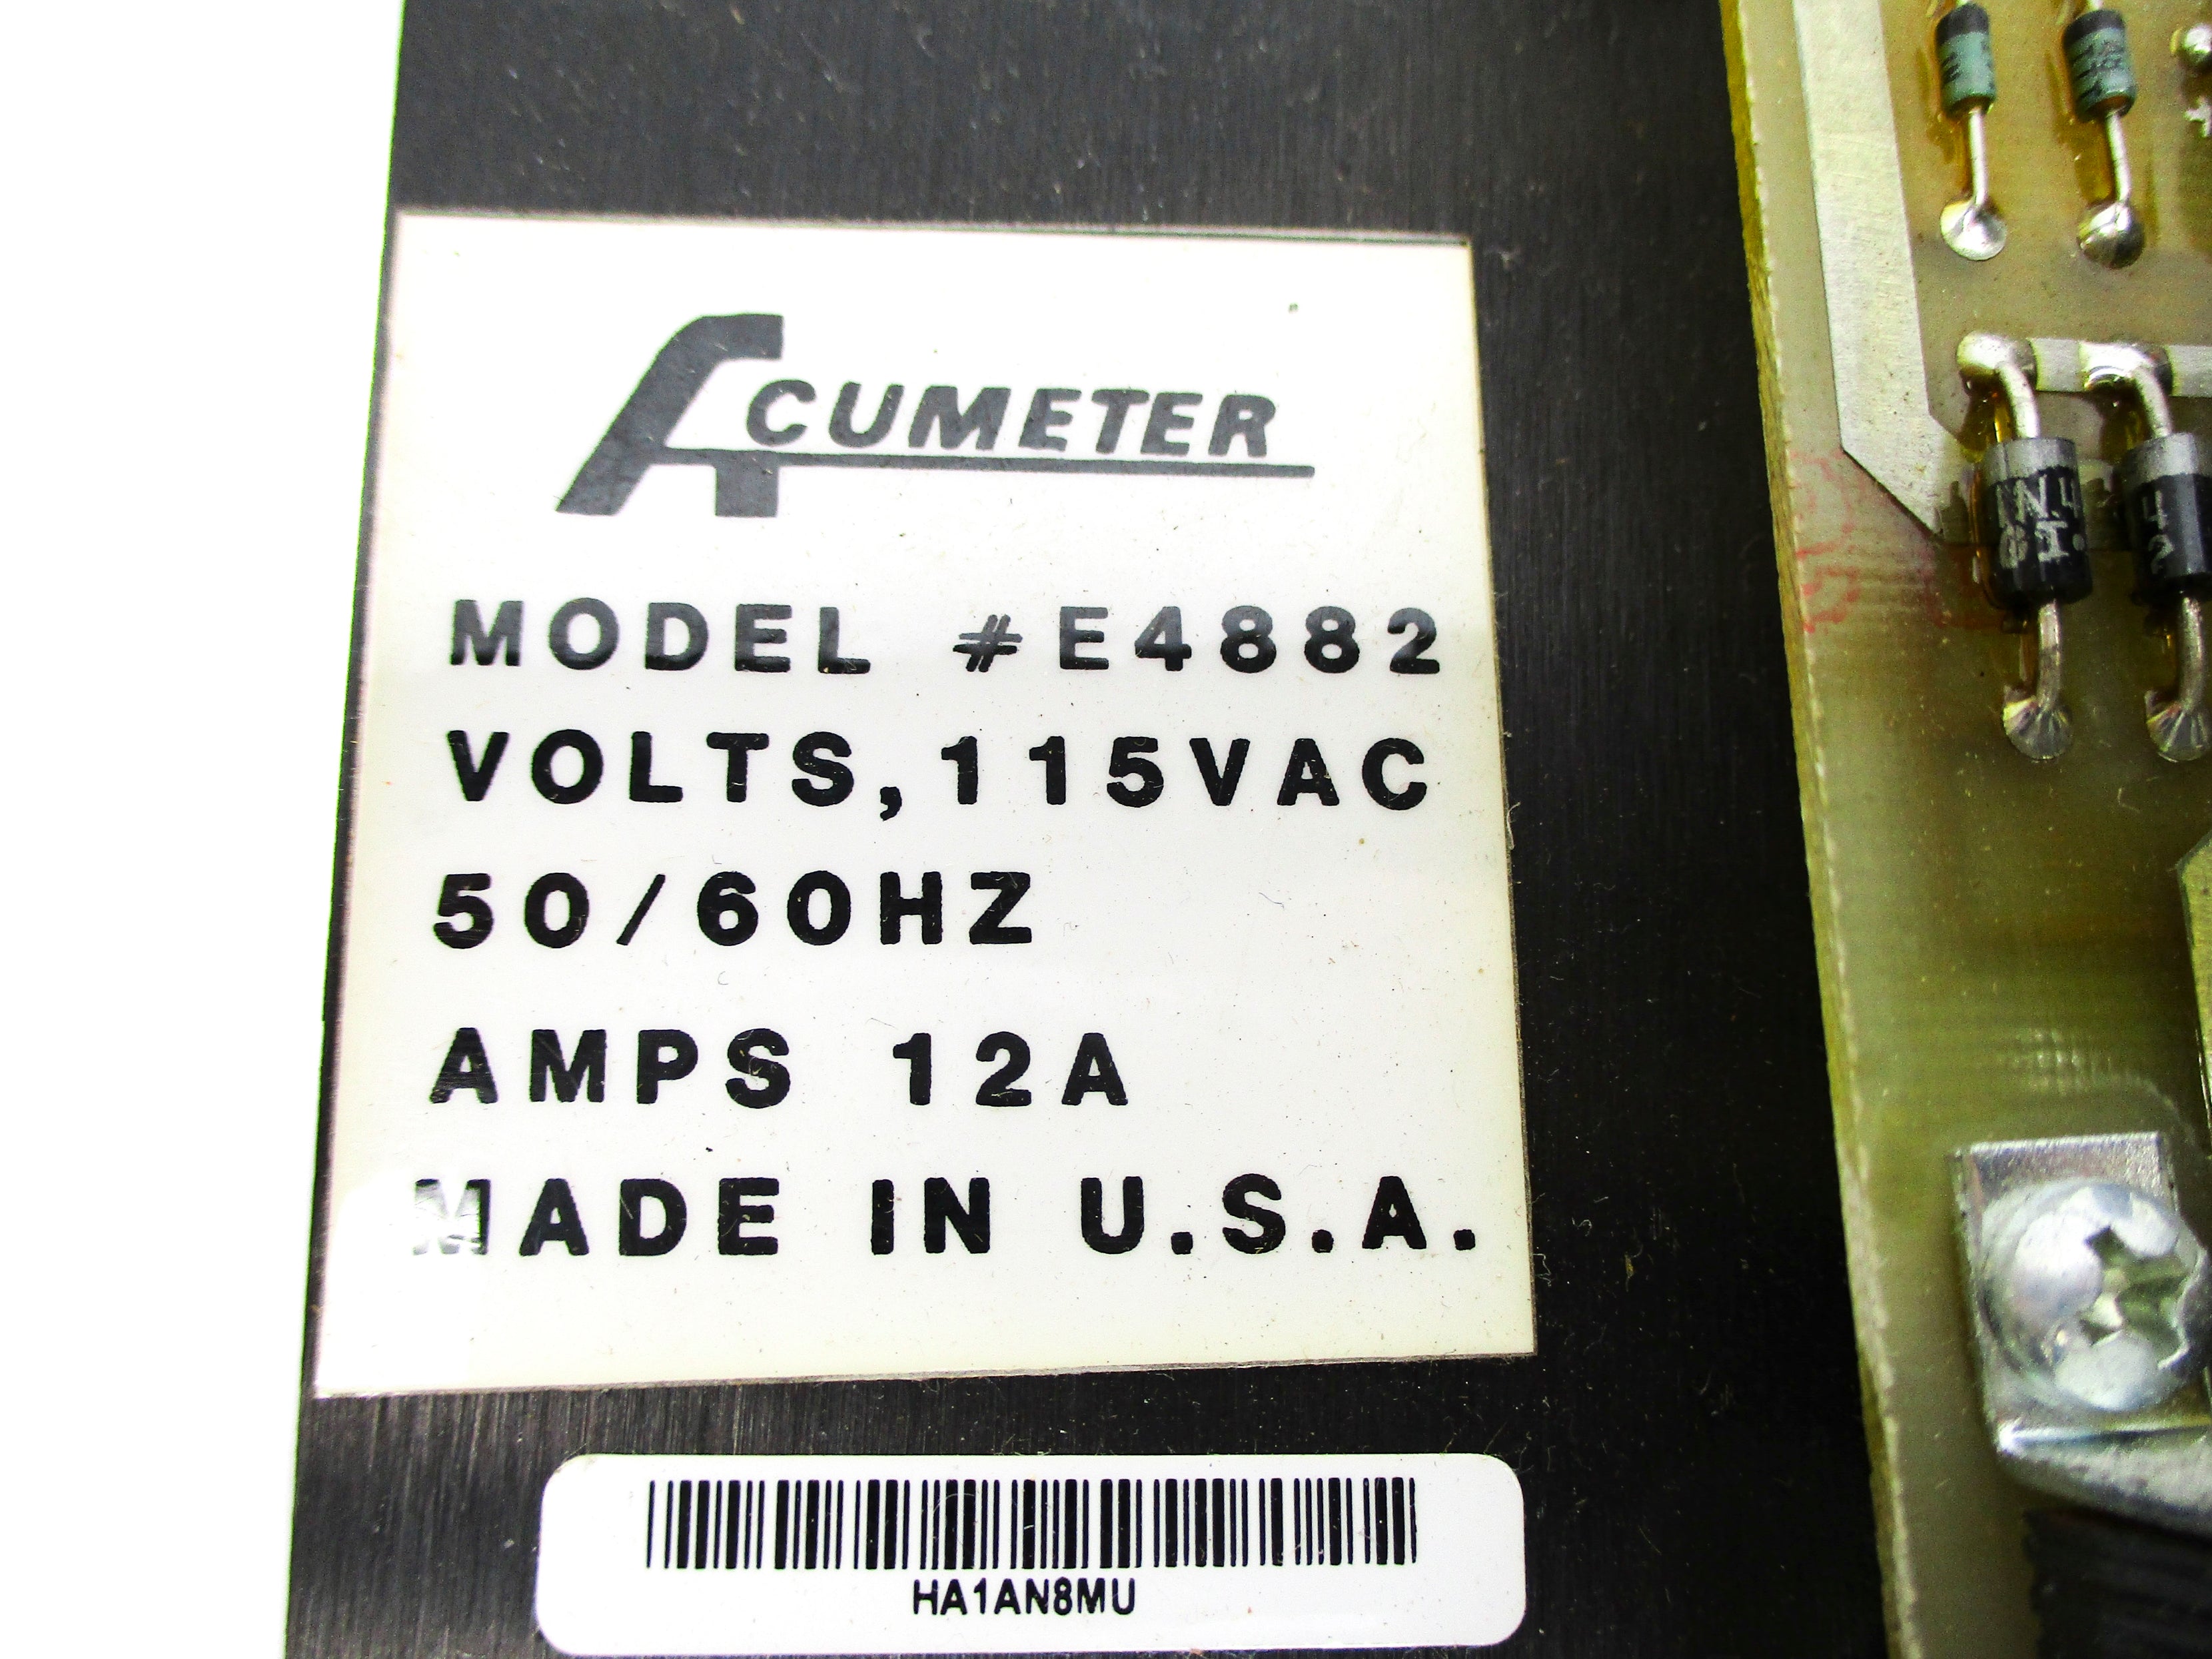 ACUMETER
MODEL #E4882
VOLTS,115VAC
50/60HZ
AMPS 12A
MADE IN U.S.A.
HA1AN8MU